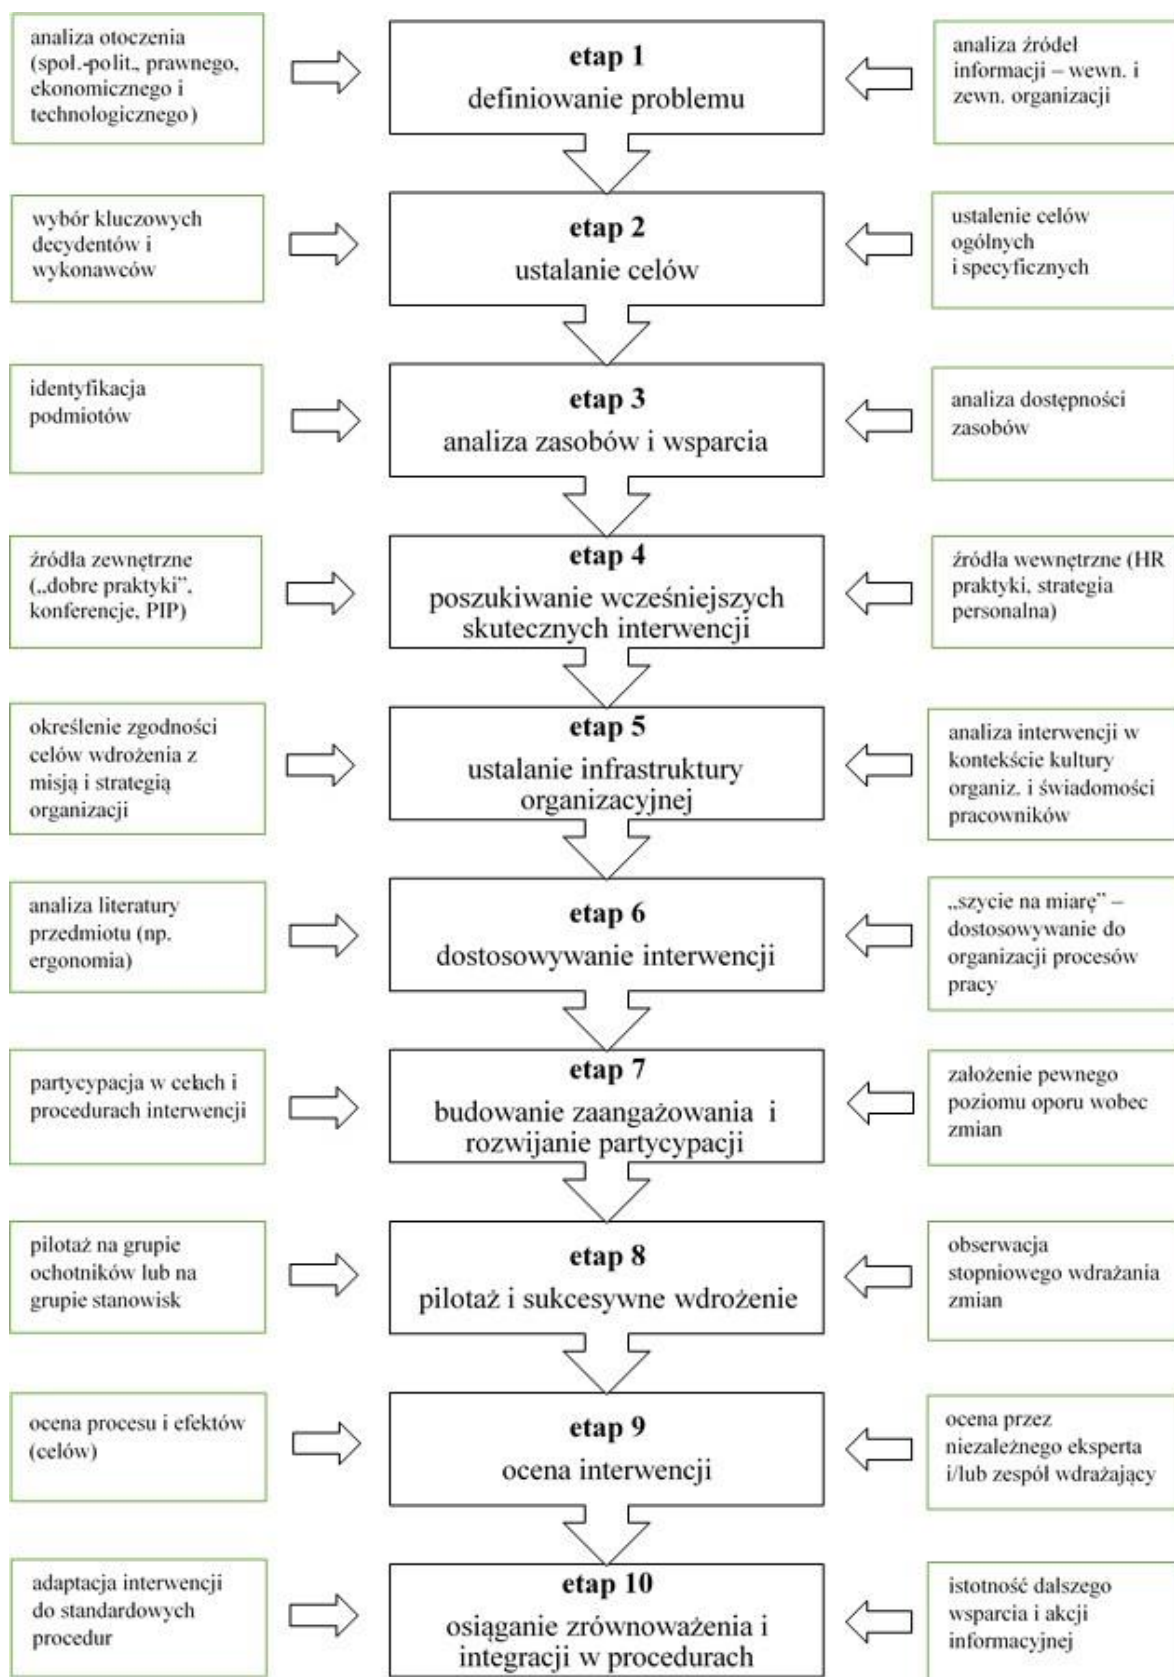 analiza otoczenia
(społ.-polit., prawnego,
ekonomicznego i
technologicznego)
etap 1
definiowanie problemu
analiza źródeł
informacji – wewn. i
zewn. organizacji
wybór kluczowych
decydentów i
wykonawców
etap 2
ustalanie celów
ustalenie celów
ogólnych
i specyficznych
identyfikacja
podmiotów
etap 3
analiza zasobów i wsparcia
analiza dostępności
zasobów
źródła zewnętrzne
(„dobre praktyki”,
konferencje, PIP)
etap 4
poszukiwanie wcześniejszych
skutecznych interwencji
źródła wewnętrzne (HR
praktyki, strategia
personalna)
określenie zgodności
celów wdrożenia z
misją i strategią
organizacji
etap 5
ustalanie infrastruktury
organizacyjnej
analiza interwencji w
kontekście kultury
organiz. i świadomości
pracowników
analiza literatury
przedmiotu (np.
ergonomia)
etap 6
dostosowywanie interwencji
„szycie na miarę” –
dostosowywanie do
organizacji procesów
pracy
partycypacja w celach i
procedurach interwencji
etap 7
budowanie zaangażowania i
rozwijanie partycypacji
założenie pewnego
poziomu oporu wobec
zmian
pilotaż na grupie
ochotników lub na
grupie stanowisk
etap 8
pilotaż i sukcesywne wdrożenie
obserwacja
stopniowego wdrażania
zmian
ocena procesu i efektów
(celów)
etap 9
ocena interwencji
ocena przez
niezależnego eksperta
i/lub zespół wdrażający
adaptacja interwencji
do standardowych
procedur
etap 10
osiąganie zrównoważenia i
integracji w procedurach
istotność dalszego
wsparcia i akcji
informacyjnej